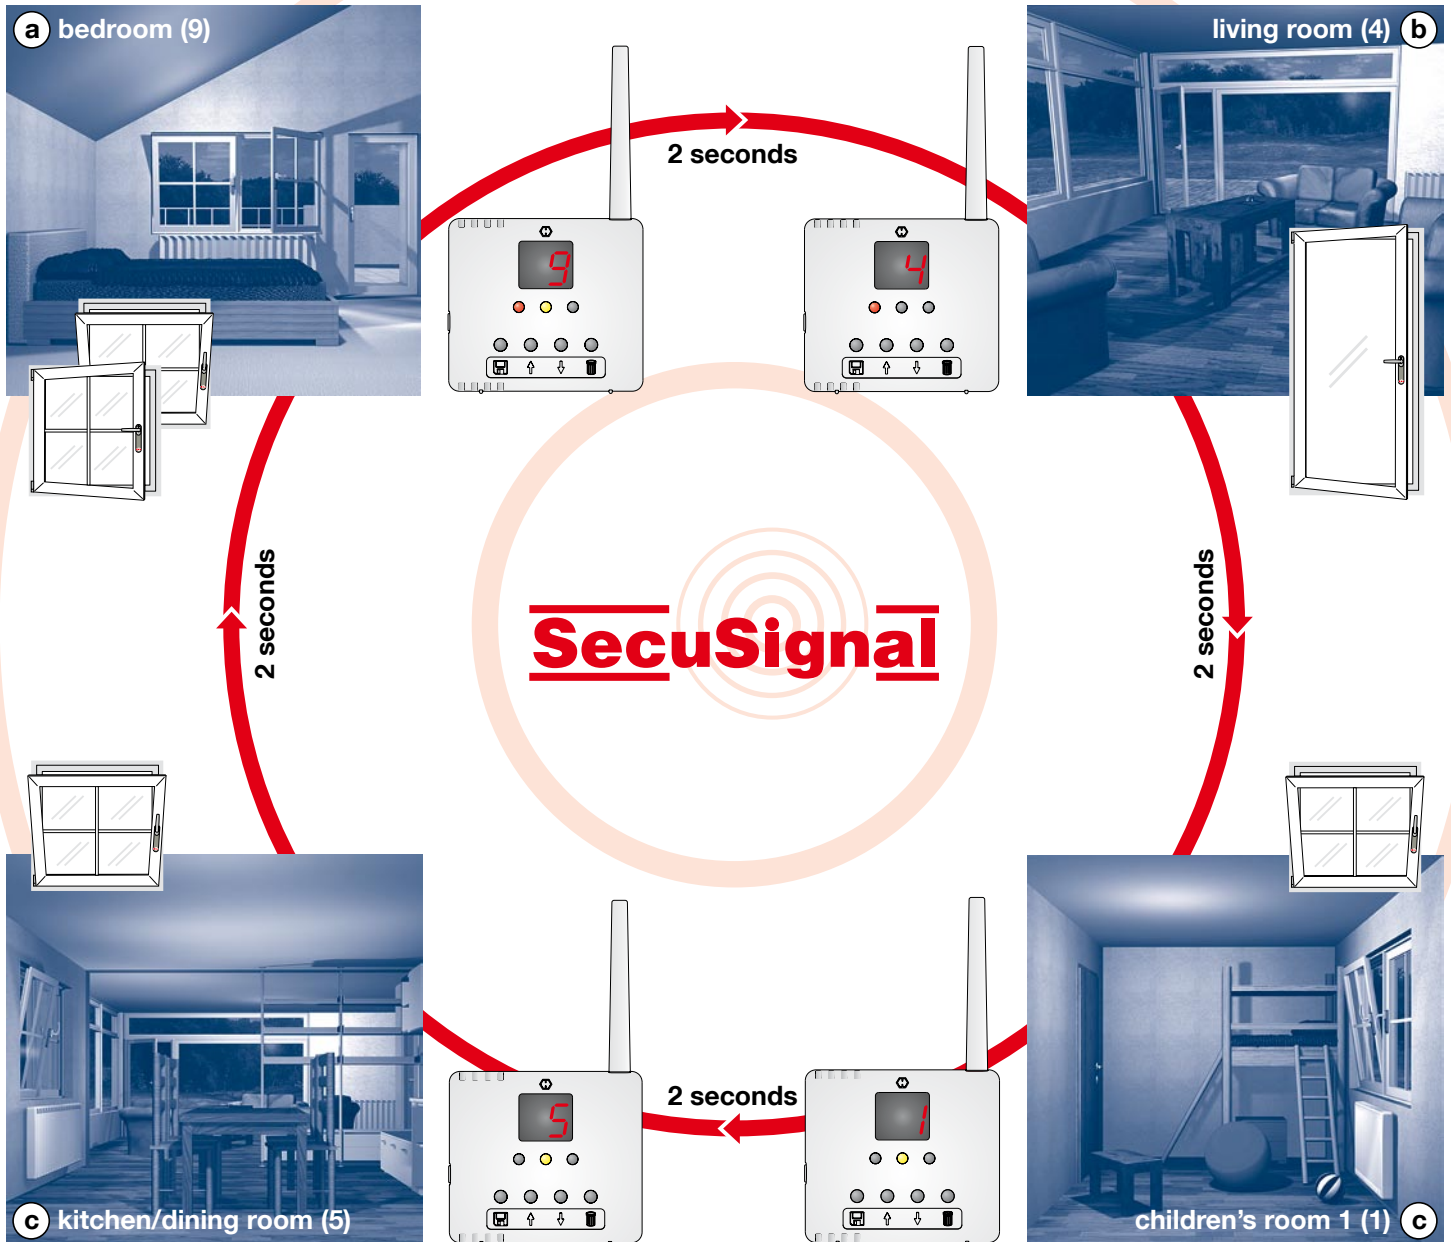 a bedroom (9)
living room (4) b
2 seconds
9
4
2 seconds
2 seconds
SecuSignal
2 seconds
5
1
c kitchen/dining room (5)
children's room 1 (1) c